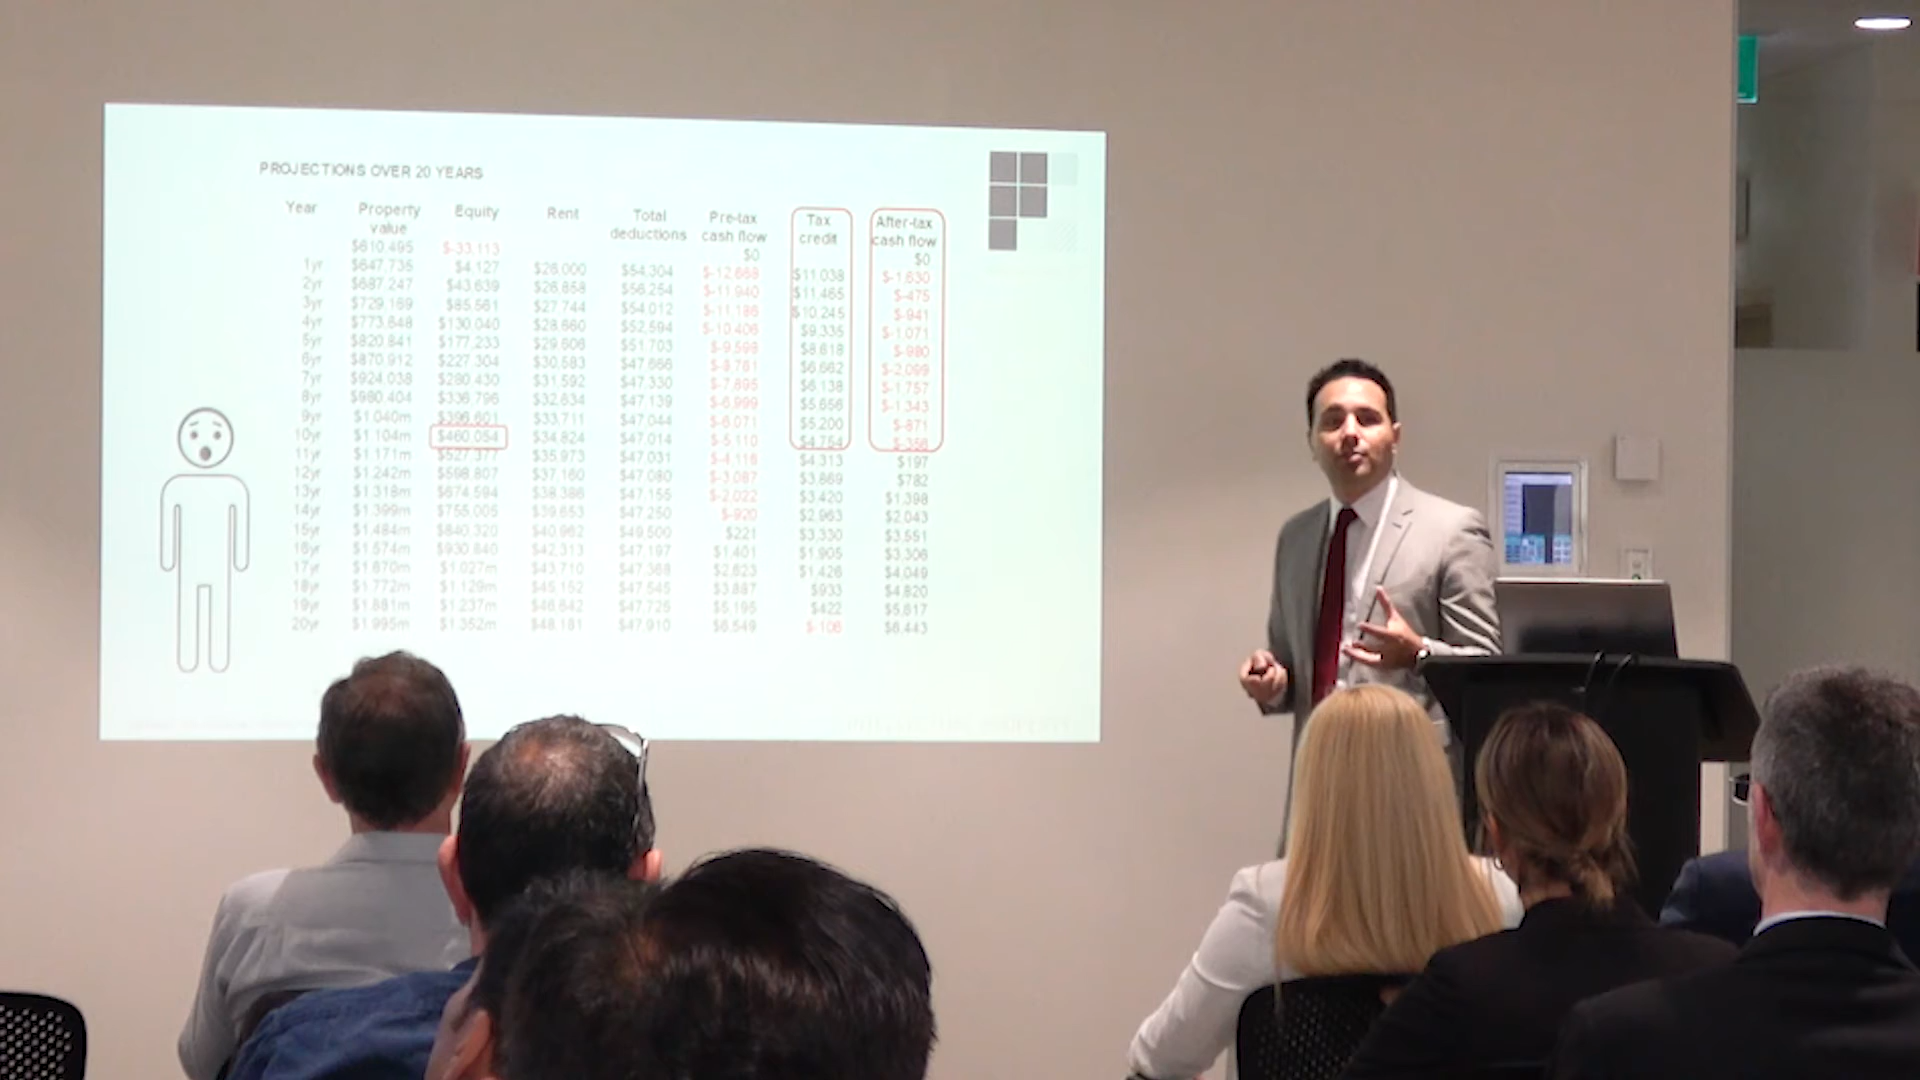 PROJECTIONS OVER 20 YEARS
Year Property value Equity Rent Total deductions Pre-tax cash flow Tax credit After-tax cash flow
$610.495 $-33.113 $0 $0
1yr $647.735 $4.127 $26.000 $54.304 $-12.668 $11.038 $-1.630
2yr $687.247 $43.639 $26.858 $56.254 $-11.940 $11.465 $-475
3yr $729.169 $85.561 $27.744 $54.012 $-11.186 $10.245 $-941
4yr $773.648 $130.040 $28.660 $52.594 $-10.406 $9.335 $-1.071
5yr $820.841 $177.233 $29.606 $51.703 $-9.598 $8.618 $-980
6yr $870.912 $227.304 $30.583 $47.666 $-8.761 $6.662 $-2.099
7yr $924.038 $280.430 $31.592 $47.330 $-7.895 $6.138 $-1.757
8yr $980.404 $336.796 $32.634 $47.139 $-6.999 $5.656 $-1.343
9yr $1.040m $396.601 $33.711 $47.044 $-6.071 $5.200 $-871
10yr $1.104m $460.054 $34.824 $47.014 $-5.110 $4.754 $-356
11yr $1.171m $527.377 $35.973 $47.031 $-4.116 $4.313 $197
12yr $1.242m $598.807 $37.160 $47.080 $-3.087 $3.869 $782
13yr $1.318m $674.594 $38.386 $47.155 $-2.022 $3.420 $1.398
14yr $1.399m $755.005 $39.653 $47.250 $-920 $2.963 $2.043
15yr $1.484m $840.320 $40.962 $49.500 $221 $3.330 $3.551
16yr $1.574m $930.840 $42.313 $47.197 $1.401 $1.905 $3.306
17yr $1.670m $1.027m $43.710 $47.368 $2.623 $1.426 $4.049
18yr $1.772m $1.129m $45.152 $47.545 $3.887 $933 $4.820
19yr $1.881m $1.237m $46.642 $47.725 $5.195 $422 $5.617
20yr $1.995m $1.352m $48.181 $47.910 $6.549 $-106 $6.443